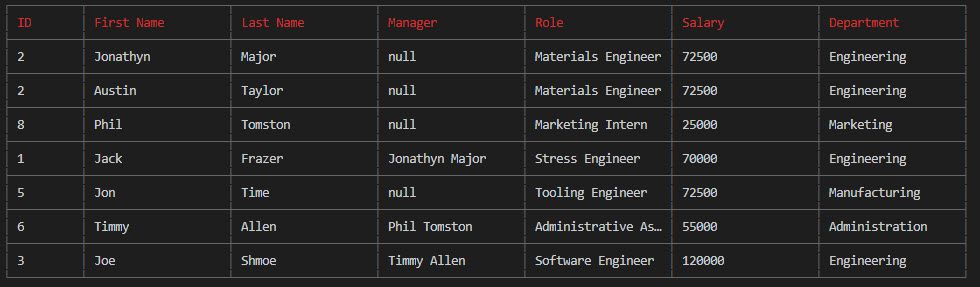 ID First Name Last Name Manager Role Salary Department
2 Jonathyn Major null Materials Engineer 72500 Engineering
2 Austin Taylor null Materials Engineer 72500 Engineering
8 Phil Tomston null Marketing Intern 25000 Marketing
1 Jack Frazer Jonathyn Major Stress Engineer 70000 Engineering
5 Jon Time null Tooling Engineer 72500 Manufacturing
6 Timmy Allen Phil Tomston Administrative As… 55000 Administration
3 Joe Shmoe Timmy Allen Software Engineer 120000 Engineering